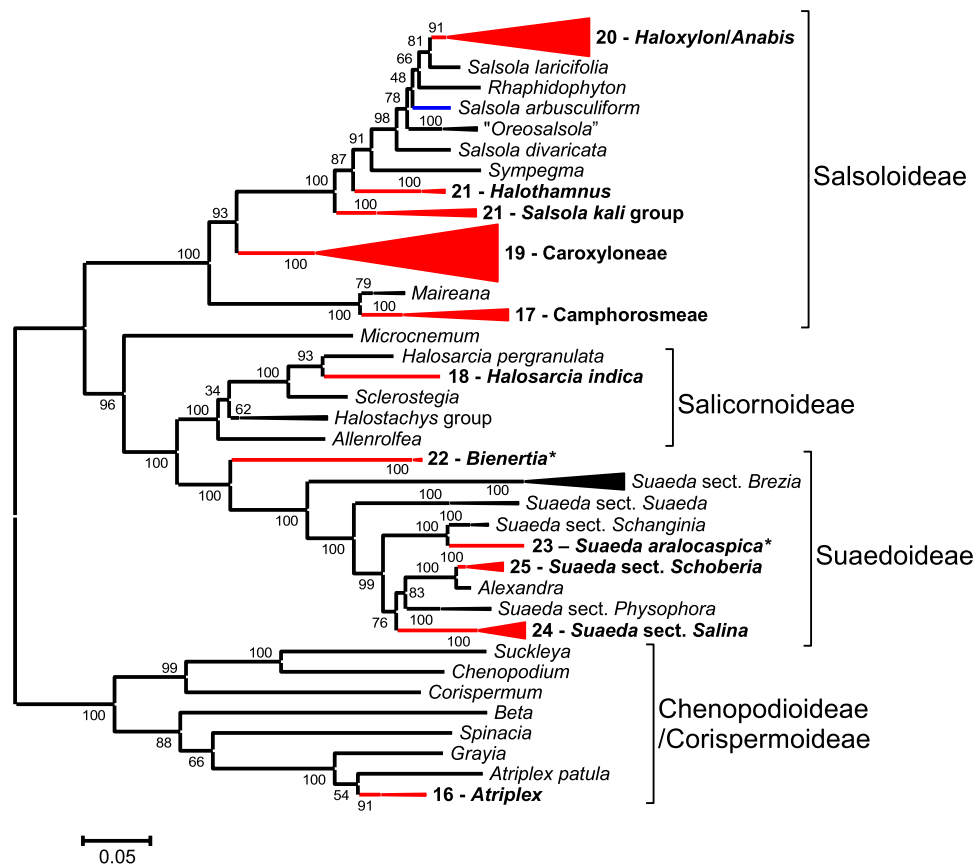 91
20 - Haloxylon/Anabis
81
66
Salsola laricifolia
48
Rhaphidophyton
78
Salsola arbusculiform
98
100
"Oreosalsola”
91
Salsola divaricata
87
Sympegma
Salsoloideae
100
100
21 - Halothamnus
100
21 - Salsola kali group
93
100
19 - Caroxyloneae
100
79
Maireana
100
100
17 - Camphorosmeae
Microcnemum
93
Halosarcia pergranulata
100
18 - Halosarcia indica
34
Sclerostegia
Salicornoideae
96
100
62
Halostachys group
Allenrolfea
100
22 - Bienertia*
100
100
Suaeda sect. Brezia
100
100
100
Suaeda sect. Suaeda
100
100
Suaeda sect. Schanginia
100
23 – Suaeda aralocaspica*
Suaedoideae
100
100
25 - Suaeda sect. Schoberia
99
83
Alexandra
100
Suaeda sect. Physophora
76
24 - Suaeda sect. Salina
100
100
Suckleya
99
Chenopodium
Corispermum
100
Beta
Chenopodioideae
/Corispermoideae
88
Spinacia
66
Grayia
100
Atriplex patula
54
16 - Atriplex
91
0.05